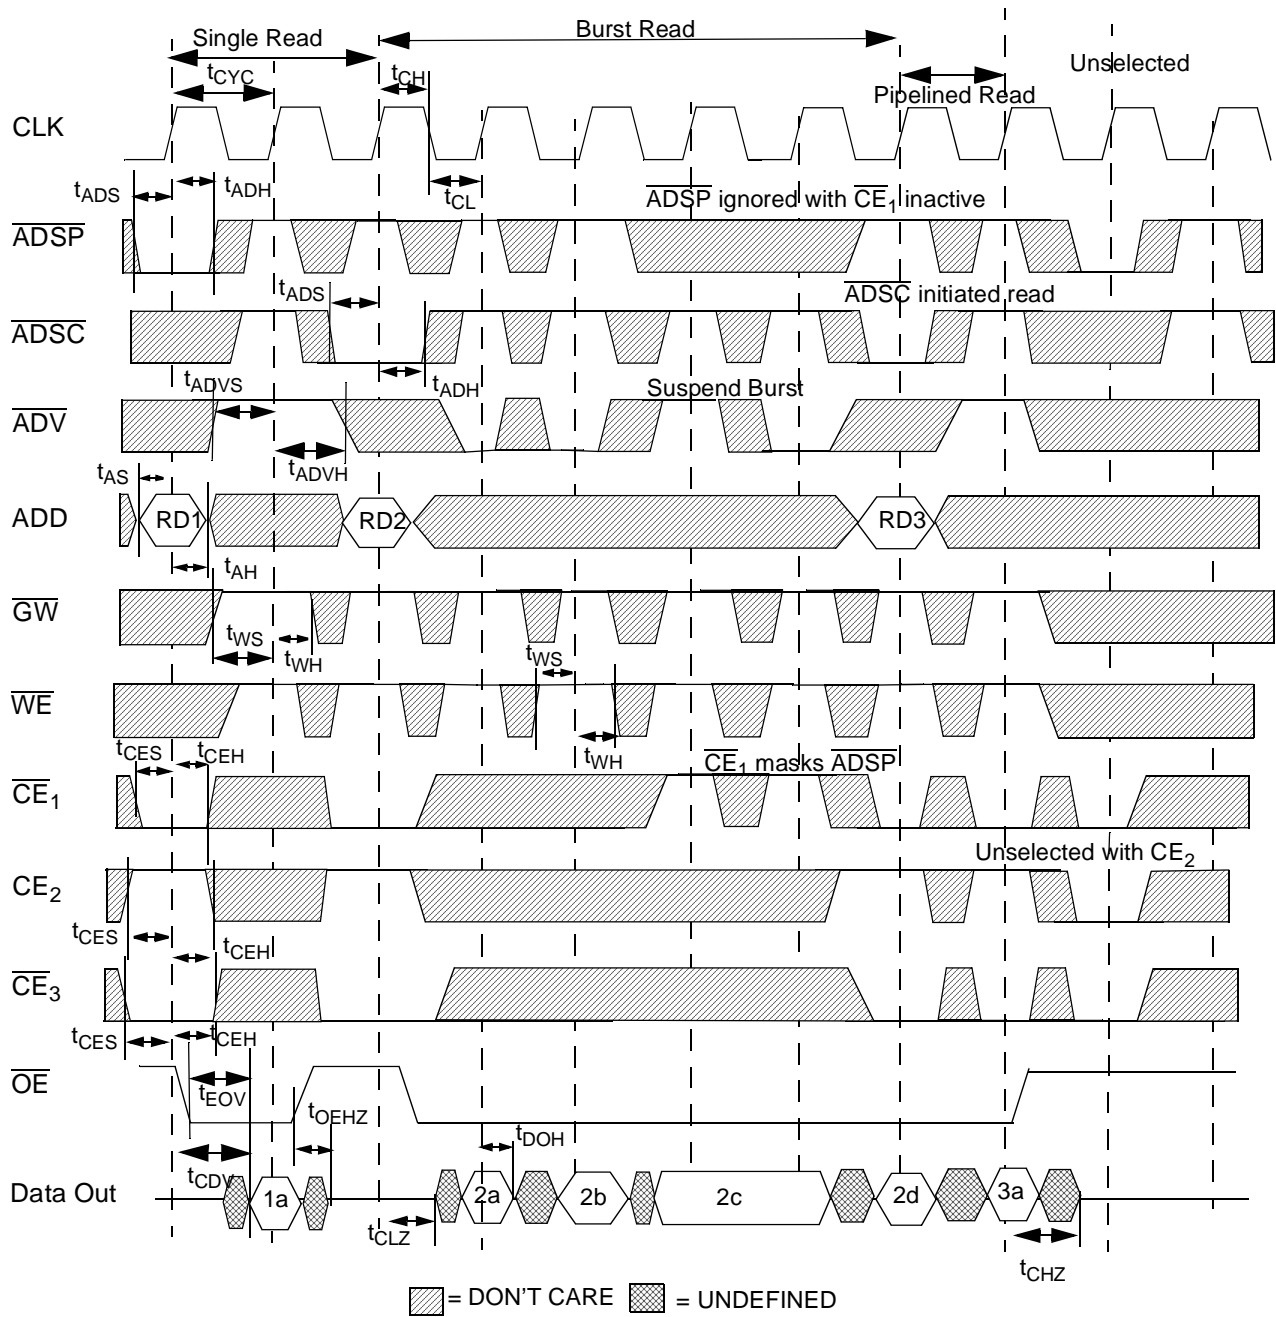 Burst Read
Single Read
Unselected
tCYC
tCH
Pipelined Read
CLK
tADS
tADH
tCL
ADSP ignored with CE1 inactive
ADSP
tADS
ADSC initiated read
ADSC
tADVS
tADH
Suspend Burst
ADV
tAS
tADVH
ADD
RD1
RD2
RD3
tAH
GW
tWS
tWH
tWS
WE
tCES
tCEH
tWH
CE1 masks ADSP
CE1
Unselected with CE2
CE2
tCES
tCEH
CE3
tCES
tCEH
OE
tEOV
tOEHZ
tDOH
tCDV
Data Out
1a
2a
2b
2c
2d
3a
tCLZ
tCHZ
= DON'T CARE
= UNDEFINED